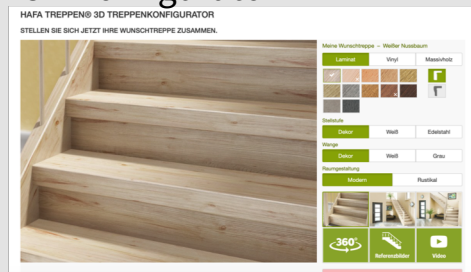 HAFA TREPPEN® 3D TREPPENKONFIGURATOR
STELLEN SIE SICH JETZT IHRE WUNSCHTREPPE ZUSAMMEN.
Meine Wunschtreppe – Weißer Nussbaum
Laminat Vinyl Massivholz
Stellstufe
Dekor Weiß Edelstahl
Wange
Dekor Weiß Grau
Raumgestaltung
Modern Rustikal
360°
Referenzbilder
Video